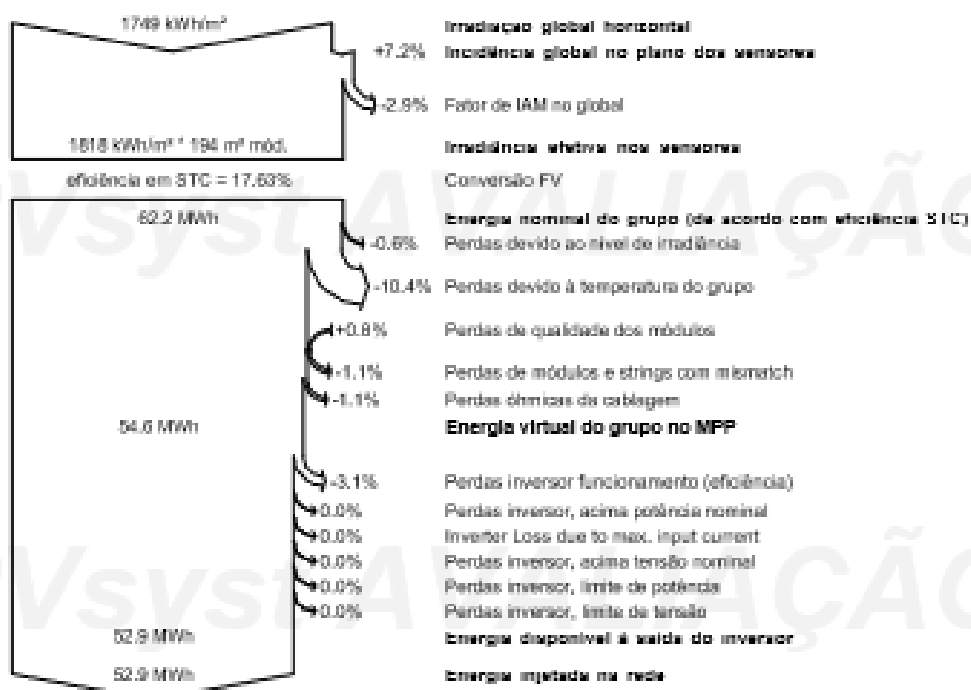 1749 kWh/m² Irradiação global horizontal
+7.2% Incidência global no plano dos sensores
-2.9% Fator de IAM no global
1818 kWh/m² * 194 m² mód. Irradiância efetiva nos sensores
eficiência em STC = 17.63% Conversão FV
62.2 MWh Energia nominal do grupo (de acordo com eficiência STC)
-0.6% Perdas devido ao nível de irradiância
-10.4% Perdas devido à temperatura do grupo
+0.8% Perdas de qualidade dos módulos
-1.1% Perdas de módulos e strings com mismatch
-1.1% Perdas óhmicas da cablagem
54.6 MWh Energia virtual do grupo no MPP
-3.1% Perdas inversor funcionamento (eficiência)
0.0% Perdas inversor, acima potência nominal
0.0% Inverter Loss due to max. input current
0.0% Perdas inversor, acima tensão nominal
0.0% Perdas inversor, limite de potência
0.0% Perdas inversor, limite de tensão
52.9 MWh Energia disponível à saída do inversor
52.9 MWh Energia injetada na rede
Vsyst AVALIAÇÃO
Vsyst AVALIAÇÃO